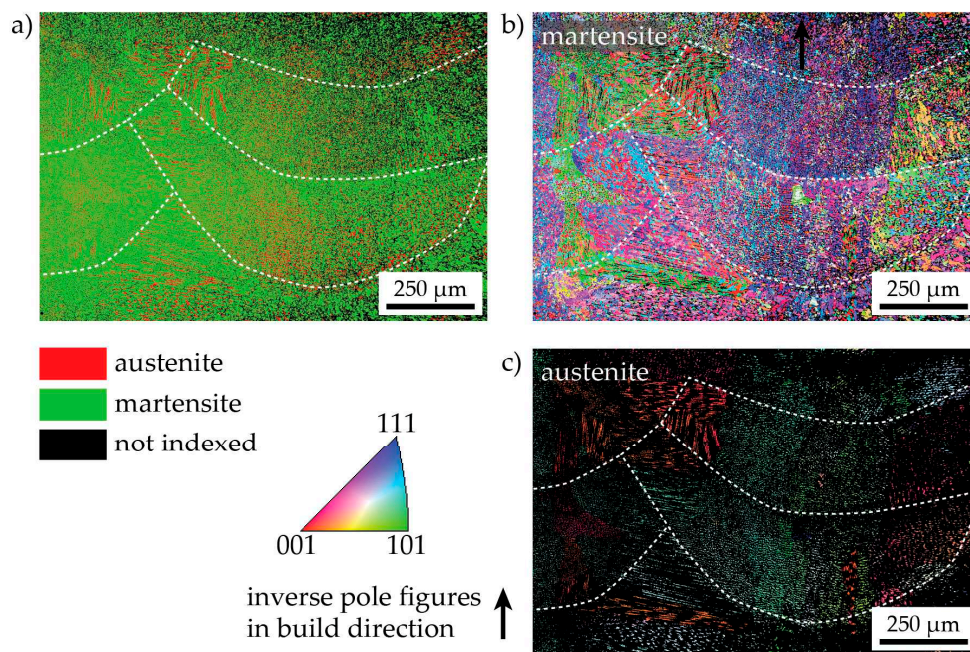 a)
250 µm
b)
martensite
250 µm
austenite
martensite
not indexed
111
001
101
inverse pole figures
in build direction
c)
austenite
250 µm